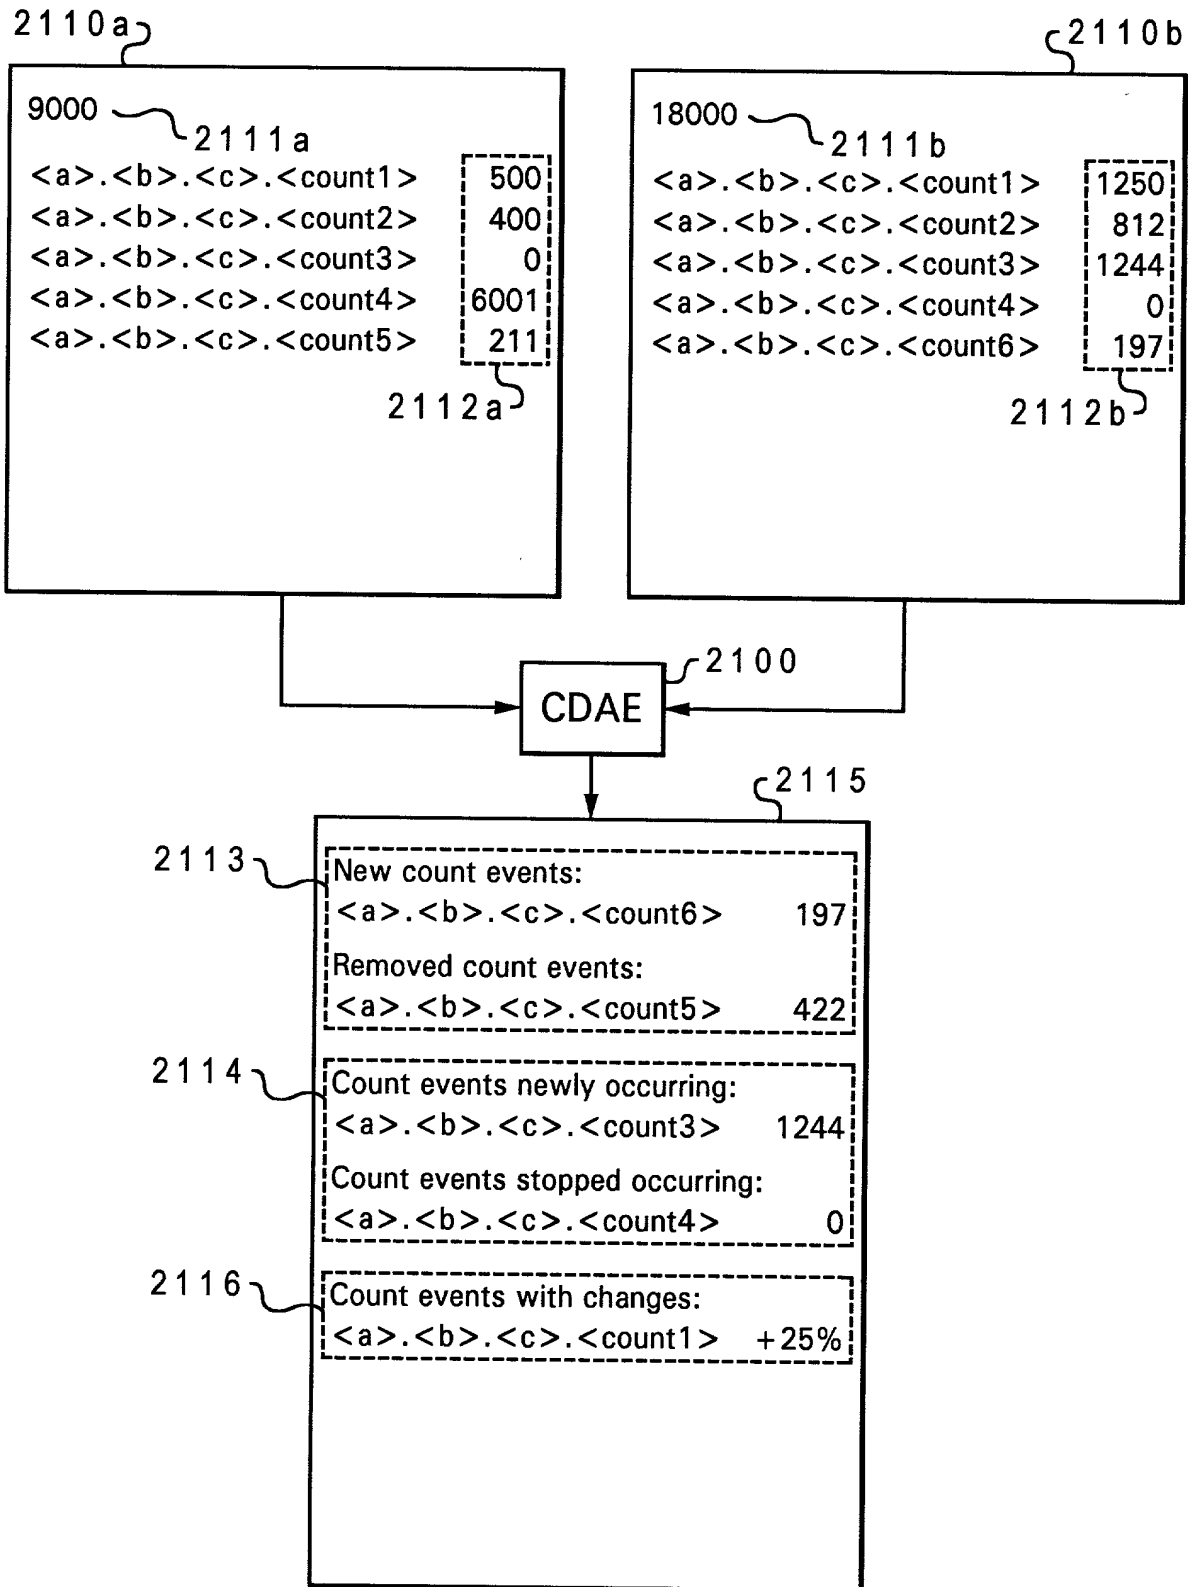 2110a
9000
2111a
<a>.<b>.<c>.<count1> 500
<a>.<b>.<c>.<count2> 400
<a>.<b>.<c>.<count3> 0
<a>.<b>.<c>.<count4> 6001
<a>.<b>.<c>.<count5> 211
2112a
2110b
18000
2111b
<a>.<b>.<c>.<count1> 1250
<a>.<b>.<c>.<count2> 812
<a>.<b>.<c>.<count3> 1244
<a>.<b>.<c>.<count4> 0
<a>.<b>.<c>.<count6> 197
2112b
2100
CDAE
2115
2113
New count events:
<a>.<b>.<c>.<count6> 197
Removed count events:
<a>.<b>.<c>.<count5> 422
2114
Count events newly occurring:
<a>.<b>.<c>.<count3> 1244
Count events stopped occurring:
<a>.<b>.<c>.<count4> 0
2116
Count events with changes:
<a>.<b>.<c>.<count1> +25%